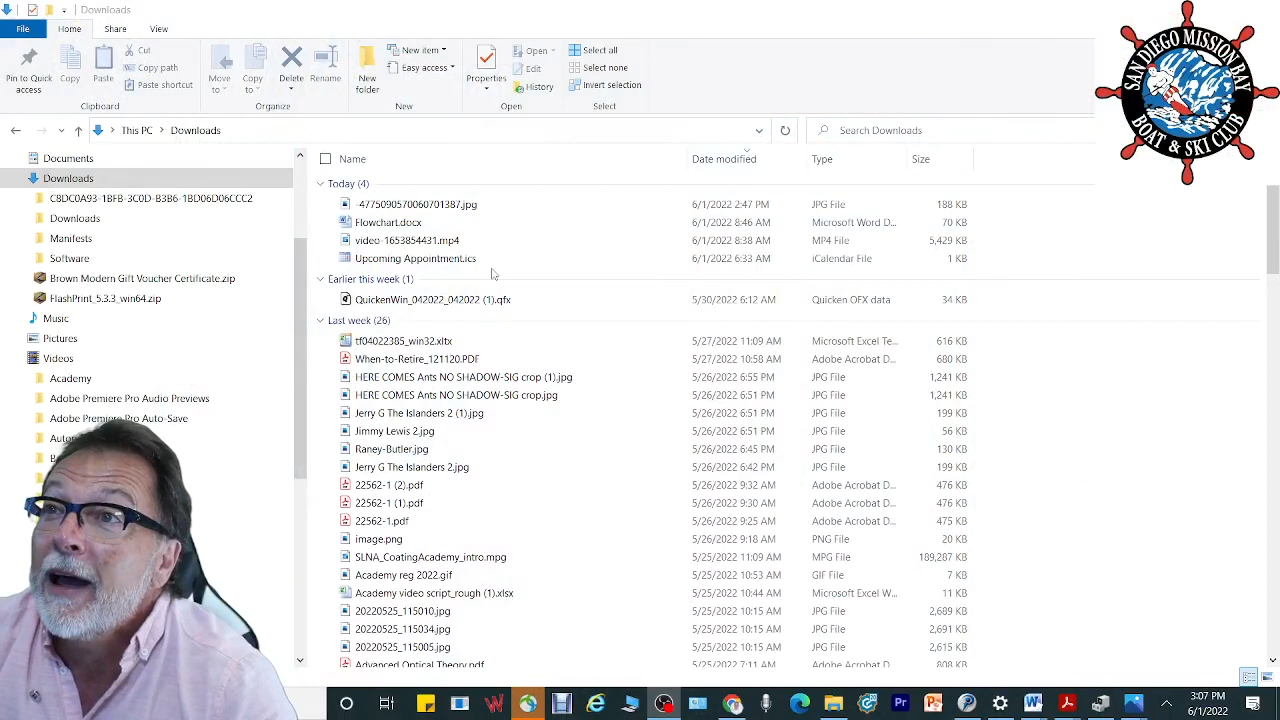 Downloads
File Home Share View
Pin to Quick access
Copy
Paste
Cut
Copy path
Paste shortcut
Clipboard
Move to
Copy to
Delete
Rename
Organize
New folder
New item
Easy access
New
Properties
Open
Edit
History
Open
Select all
Select none
Invert selection
Select
SAN DIEGO MISSION BAY
BOAT & SKI CLUB
This PC > Downloads
Search Downloads
Documents
Downloads
C8DC0A93-1BFB-3C0D-B3B6-1BD06D06CCC2
Downloads
Manifests
Software
Brown Modern Gift Voucher Certificate.zip
FlashPrint_5.3.3_win64.zip
Music
Pictures
Videos
Academy
Adobe Premiere Pro Audio Previews
Adobe Premiere Pro Auto-Save
Name Date modified Type Size
Today (4)
-4775090570060701387.jpg 6/1/2022 2:47 PM JPG File 188 KB
Flowchart.docx 6/1/2022 8:46 AM Microsoft Word D... 70 KB
video-1653854431.mp4 6/1/2022 8:38 AM MP4 File 5,429 KB
Upcoming Appointment.ics 6/1/2022 6:33 AM iCalendar File 1 KB
Earlier this week (1)
QuickenWin_042022_042022 (1).qfx 5/30/2022 6:12 AM Quicken OFX data 34 KB
Last week (26)
tf04022385_win32.xltx 5/27/2022 11:09 AM Microsoft Excel Te... 616 KB
When-to-Retire_121120.PDF 5/27/2022 10:58 AM Adobe Acrobat D... 680 KB
HERE COMES Ants NO SHADOW-SIG crop (1).jpg 5/26/2022 6:55 PM JPG File 1,241 KB
HERE COMES Ants NO SHADOW-SIG crop.jpg 5/26/2022 6:51 PM JPG File 1,241 KB
Jerry G The Islanders 2 (1).jpg 5/26/2022 6:51 PM JPG File 199 KB
Jimmy Lewis 2.jpg 5/26/2022 6:51 PM JPG File 56 KB
Raney-Butler.jpg 5/26/2022 6:45 PM JPG File 130 KB
Jerry G The Islanders 2.jpg 5/26/2022 6:42 PM JPG File 199 KB
22562-1 (2).pdf 5/26/2022 9:32 AM Adobe Acrobat D... 476 KB
22562-1 (1).pdf 5/26/2022 9:30 AM Adobe Acrobat D... 476 KB
22562-1.pdf 5/26/2022 9:25 AM Adobe Acrobat D... 475 KB
image.png 5/26/2022 9:18 AM PNG File 20 KB
SLNA_CoatingAcademy_intro.mpg 5/25/2022 11:09 AM MPG File 189,287 KB
Academy reg 2022.gif 5/25/2022 10:53 AM GIF File 7 KB
Academy video script_rough (1).xlsx 5/25/2022 10:44 AM Microsoft Excel W... 11 KB
20220525_115010.jpg 5/25/2022 10:15 AM JPG File 2,689 KB
20220525_115034.jpg 5/25/2022 10:15 AM JPG File 2,691 KB
20220525_115005.jpg 5/25/2022 10:15 AM JPG File 2,615 KB
Advanced Optical Theory.pdf 5/25/2022 7:11 AM Adobe Acrobat D... 808 KB
3:07 PM
6/1/2022